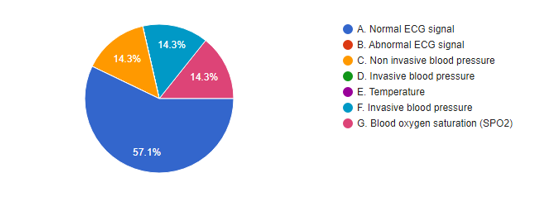 14.3%
14.3%
14.3%
57.1%
A. Normal ECG signal
B. Abnormal ECG signal
C. Non invasive blood pressure
D. Invasive blood pressure
E. Temperature
F. Invasive blood pressure
G. Blood oxygen saturation (SPO2)